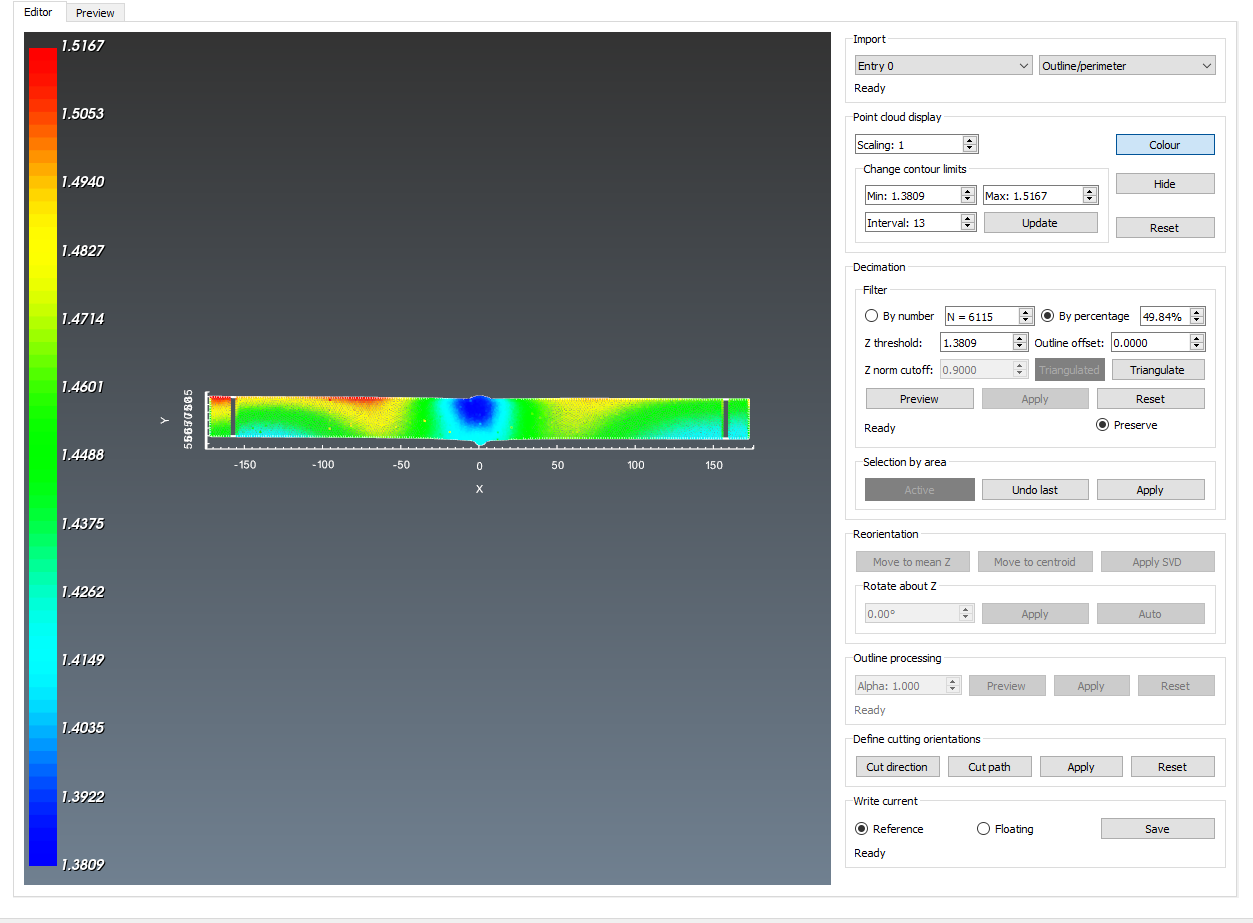 Editor Preview
1.5167
1.5053
1.4940
1.4827
1.4714
1.4601
1.4488
1.4375
1.4262
1.4149
1.4035
1.3922
1.3809
Y
-150 -100 -50 0 50 100 150
X
Import
Entry 0 Outline/perimeter
Ready
Point cloud display
Scaling: 1 Colour
Change contour limits
Hide
Min: 1.3809 Max: 1.5167
Interval: 13 Update
Reset
Decimation
Filter
By number N = 6115 By percentage 49.84%
Z threshold: 1.3809 Outline offset: 0.0000
Z norm cutoff: 0.9000 Triangulated Triangulate
Preview Apply Reset
Ready Preserve
Selection by area
Active Undo last Apply
Reorientation
Move to mean Z Move to centroid Apply SVD
Rotate about Z
0.00° Apply Auto
Outline processing
Alpha: 1.000 Preview Apply Reset
Ready
Define cutting orientations
Cut direction Cut path Apply Reset
Write current
Reference Floating Save
Ready